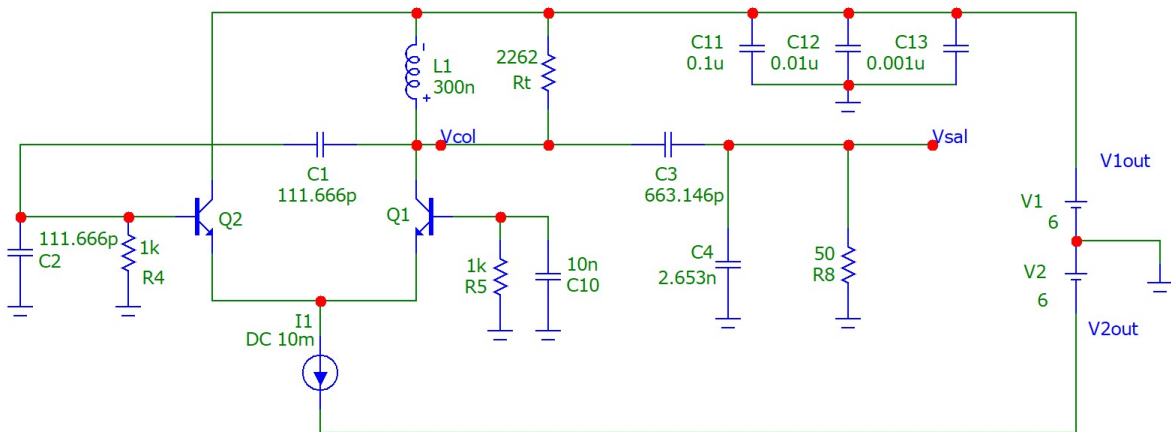 C11
0.1u
C12
0.01u
C13
0.001u
2262
Rt
-
L1
300n
+
Vcol
Vsal
C1
111.666p
C3
663.146p
V1out
V1
6
Q2
Q1
111.666p
C2
1k
R4
1k
R5
10n
C10
C4
2.653n
50
R8
V2
6
V2out
I1
DC 10m